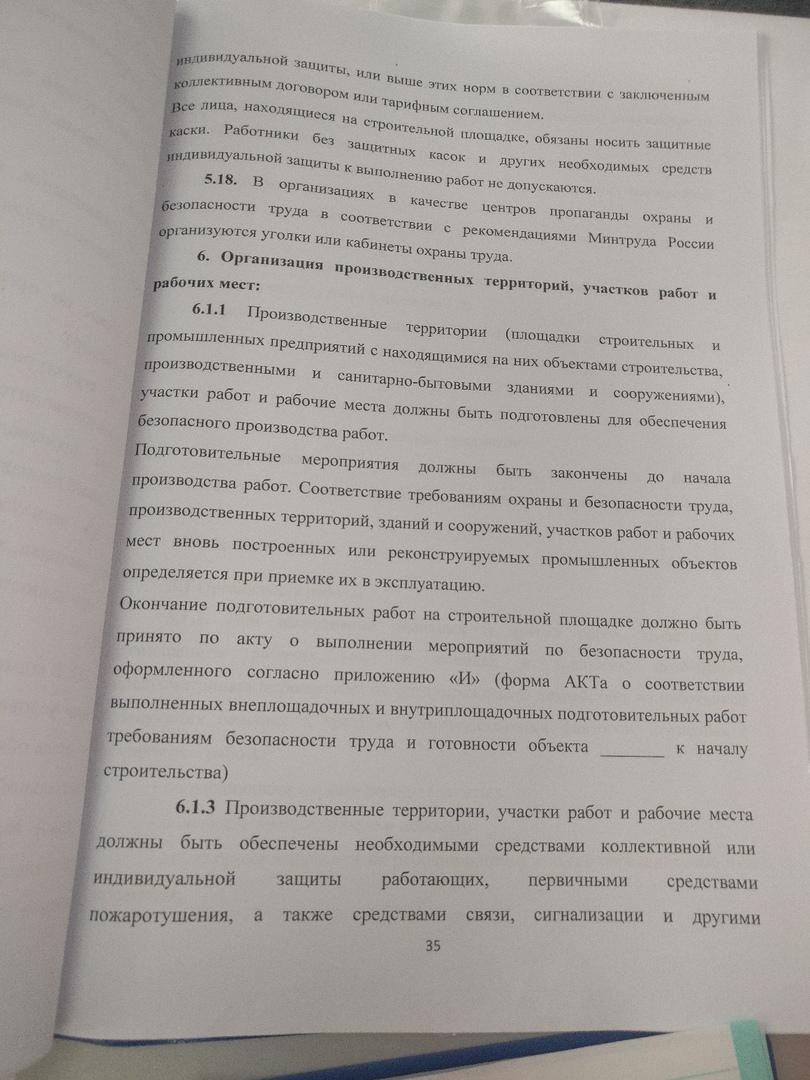 индивидуальной защиты, или выше этих норм в соответствии с заключенным
коллективным договором или тарифным соглашением.
Все лица, находящиеся на строительной площадке, обязаны носить защитные
каски. Работники без защитных касок и других необходимых средств
индивидуальной защиты к выполнению работ не допускаются.
5.18. В организациях в качестве центров пропаганды охраны и
безопасности труда в соответствии с рекомендациями Минтруда России
организуются уголки или кабинеты охраны труда.
6. Организация производственных территорий, участков работ и
рабочих мест:
6.1.1 Производственные территории (площадки строительных и
промышленных предприятий с находящимися на них объектами строительства,
производственными и санитарно-бытовыми зданиями и сооружениями),
участки работ и рабочие места должны быть подготовлены для обеспечения
безопасного производства работ.
Подготовительные мероприятия должны быть закончены до начала
производства работ. Соответствие требованиям охраны и безопасности труда,
производственных территорий, зданий и сооружений, участков работ и рабочих
мест вновь построенных или реконструируемых промышленных объектов
определяется при приемке их в эксплуатацию.
Окончание подготовительных работ на строительной площадке должно быть
принято по акту о выполнении мероприятий по безопасности труда,
оформленного согласно приложению «И» (форма АКТа о соответствии
выполненных внеплощадочных и внутриплощадочных подготовительных работ
требованиям безопасности труда и готовности объекта _______ к началу
строительства)
6.1.3 Производственные территории, участки работ и рабочие места
должны быть обеспечены необходимыми средствами коллективной или
индивидуальной защиты работающих, первичными средствами
пожаротушения, а также средствами связи, сигнализации и другими
35